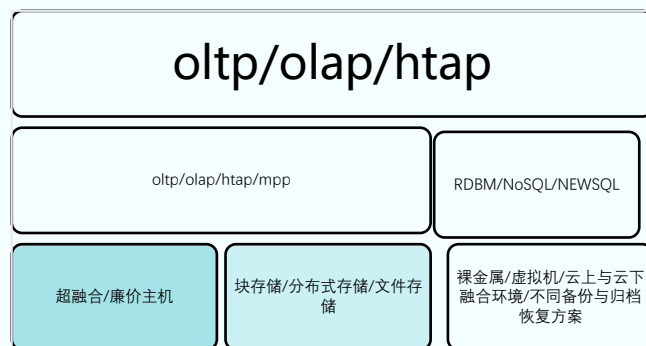 oltp/olap/htap
oltp/olap/htap/mpp
RDBM/NoSQL/NEWSQL
超融合/廉价主机
块存储/分布式存储/文件存
储
裸金属/虚拟机/云上与云下
融合环境/不同备份与归档
恢复方案